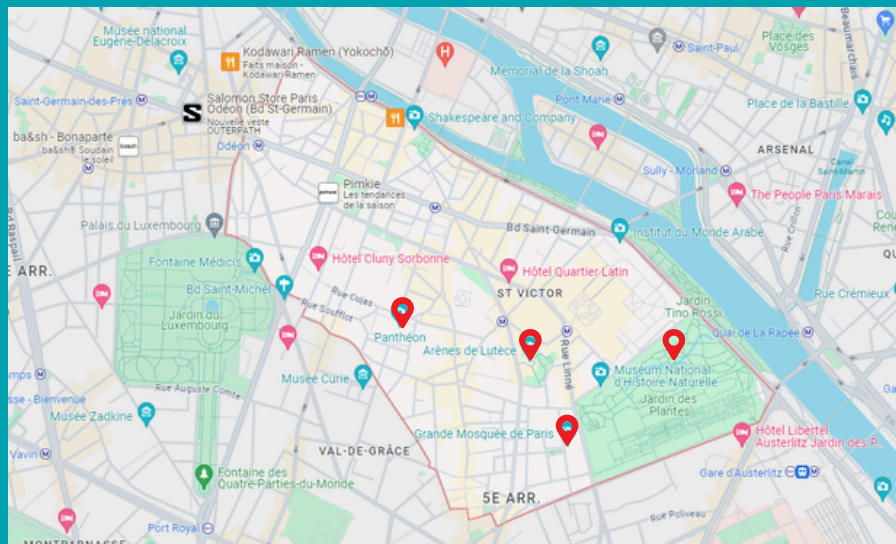 Musée national
Eugène-Delacroix
Kodawari Ramen (Yokochō)
Faits maison -
Kodawari Ramen
Saint-Paul
Place des
Vosges
Beaumarchais
Mémorial de la Shoah
Saint-Germain-des-Prés
Salomon Store Paris
Odéon (Bd St-Germain)
Nouvelle veste
OUTERPATH
Pont Marie
Place de la Bastille
Shakespeare and Company
ba&sh - Bonaparte
ba&sh® Soudain
le soleil
Odéon
ARSENAL
Canal
Saint-Martin
Sully - Morland
Pimkie
Les tendances
de la saison
The People Paris Marais
Bd Raspail
Palais du Luxembourg
Bd Saint-Germain
Institut du Monde Arabe
Rue Crillon
Fontaine Médicis
Hôtel Cluny Sorbonne
Hôtel Quartier Latin
E ARR.
Bd Saint-Michel
Rue Cujas
Rue Soufflot
ST VICTOR
Rue Crémieux
Jardin du
Luxembourg
Jardin
Tino Rossi
Panthéon
Arènes de Lutèce
Rue Linné
Quai de La Rapée
Muséum National
d'Histoire Naturelle
Musée Curie
Rue Auguste Comte
Jardin des
Plantes
Musée Zadkine
Grande Mosquée de Paris
Hôtel Libertel
Austerlitz Jardin des P...
VAL-DE-GRÂCE
Vavin
Fontaine des
Quatre-Parties-du-Monde
Gare d'Austerlitz
5E ARR.
Rue Poliveau
Port Royal
MONTPARNASSE